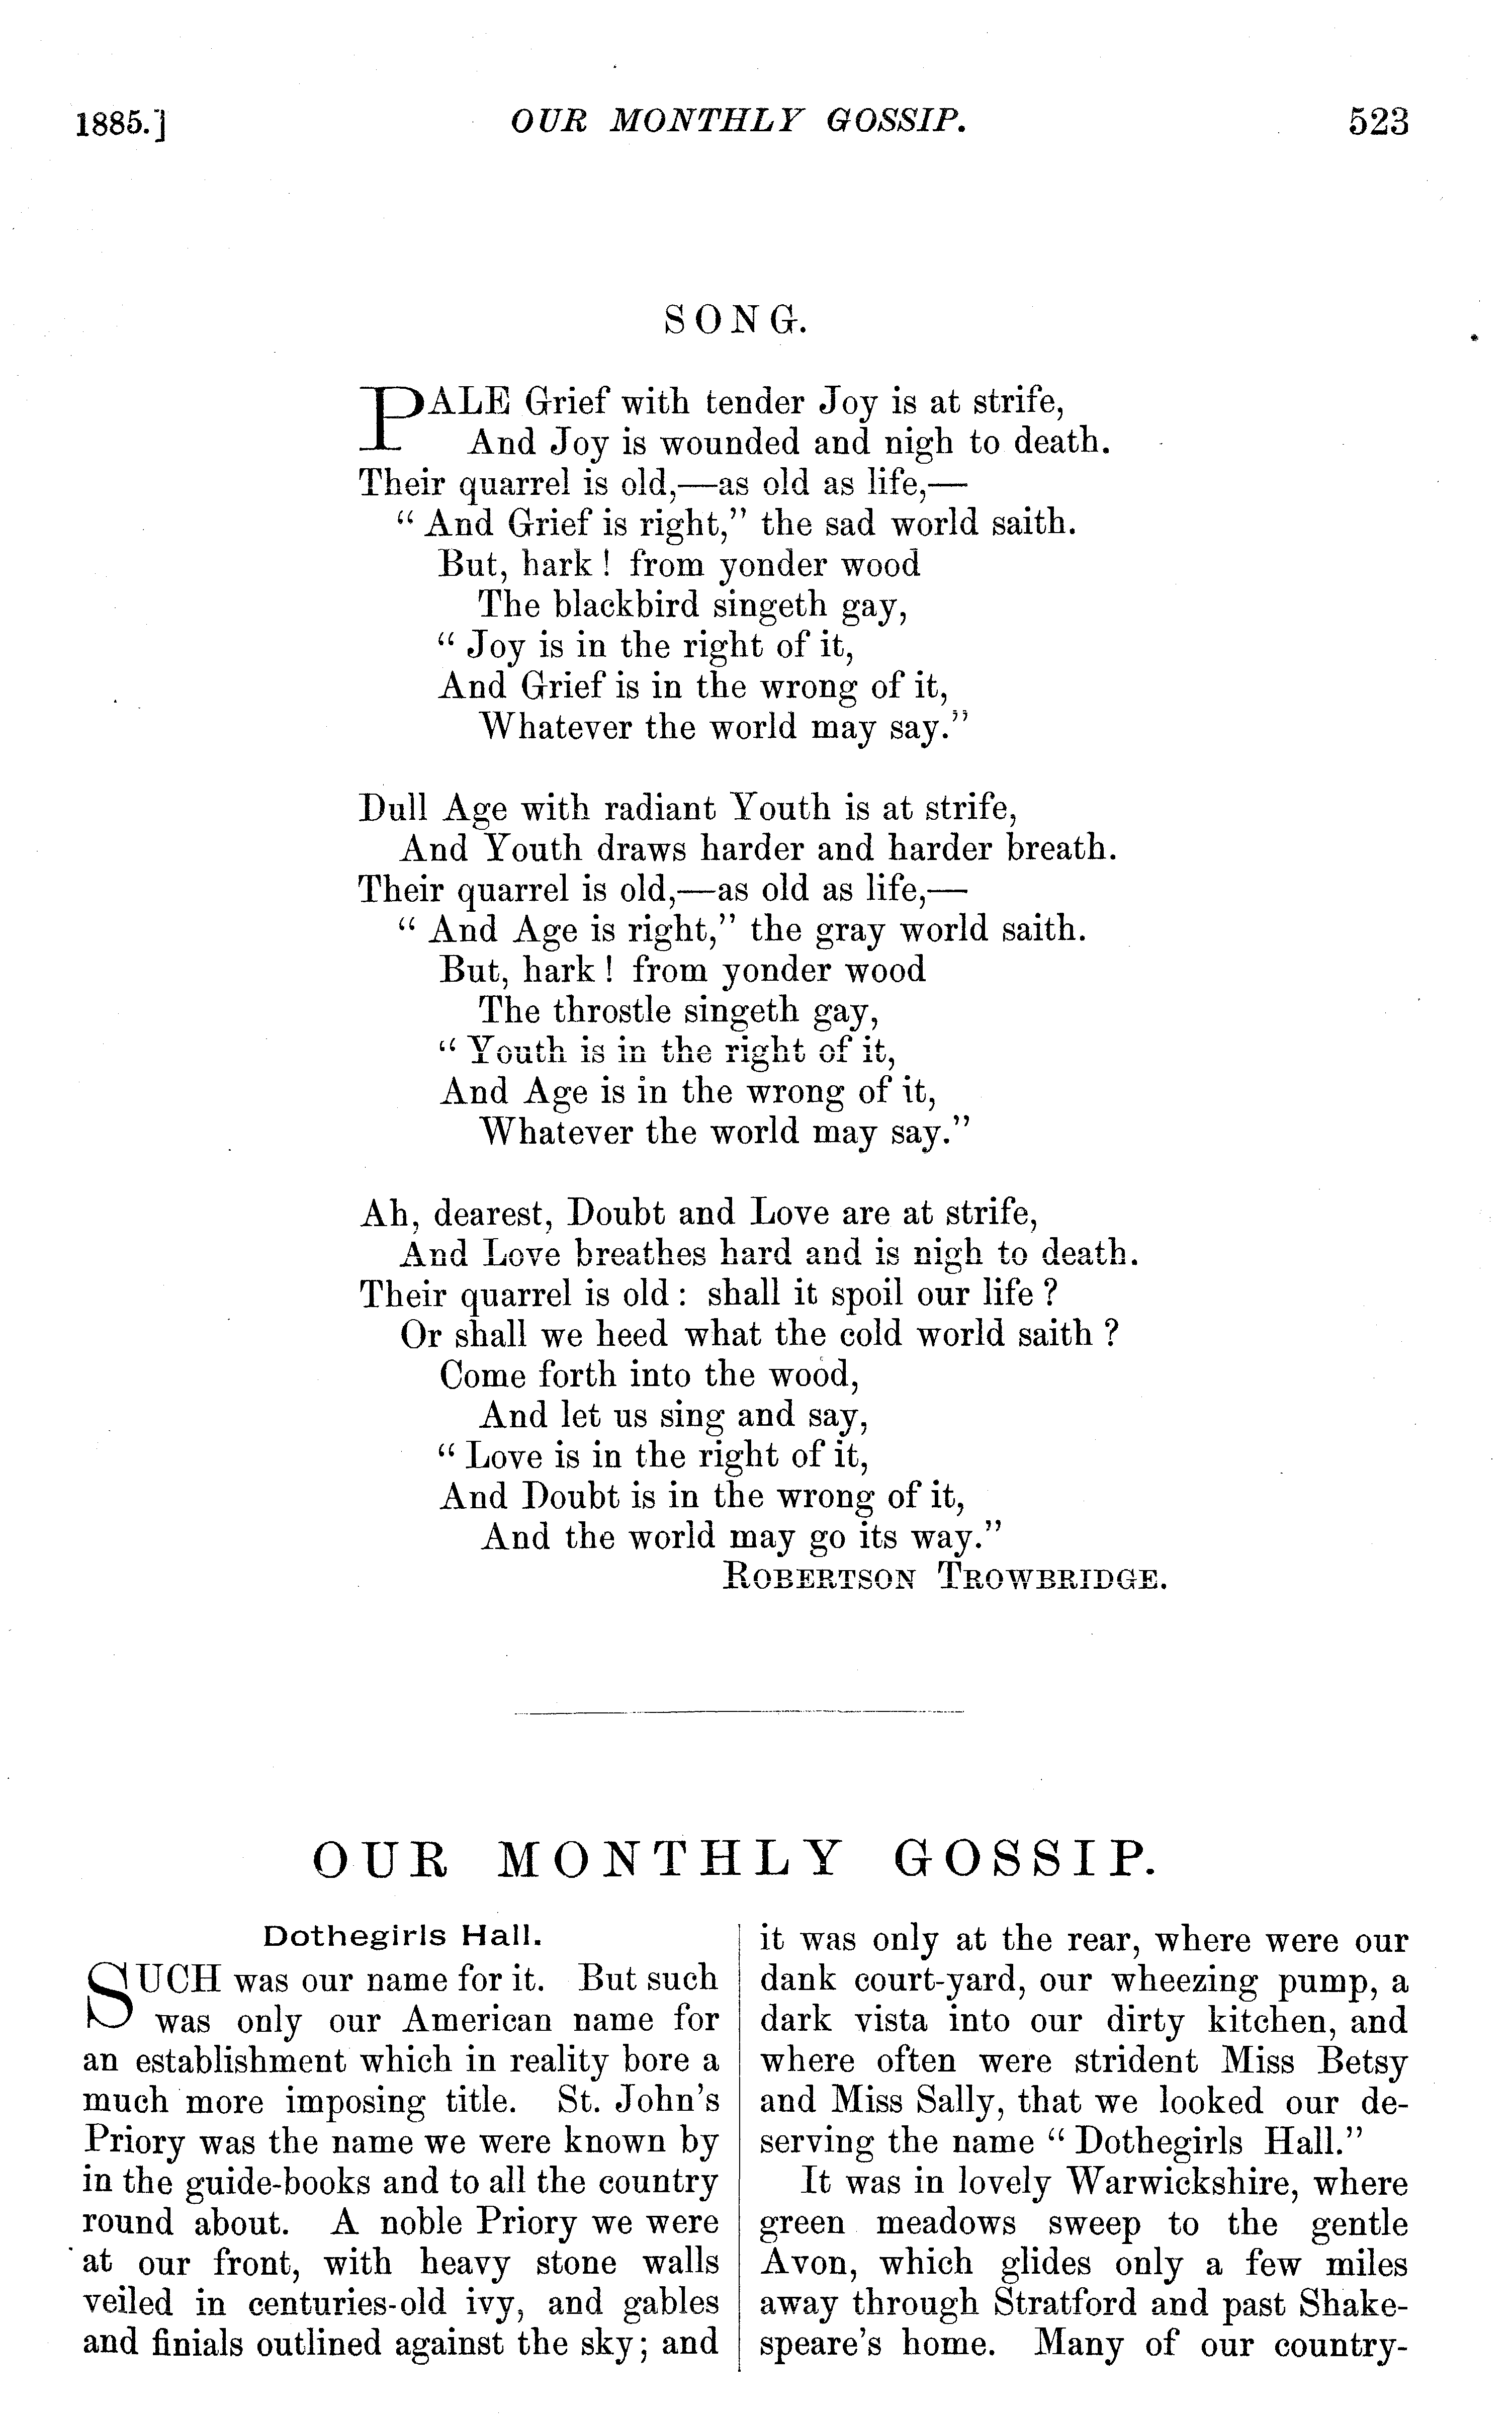 1885.] OUR MONTHLY GOSSIP. 523
SONG.
PALE Grief with tender Joy is at strife,
And Joy is wounded and nigh to death.
Their quarrel is old,—as old as life,—
“ And Grief is right,” the sad world saith.
But, hark ! from yonder wood
The blackbird singeth gay,
“ Joy is in the right of it,
And Grief is in the wrong of it,
Whatever the world may say.”
Dull Age with radiant Youth is at strife,
And Youth draws harder and harder breath.
Their quarrel is old,—as old as life,—
“ And Age is right,” the gray world saith.
But, hark ! from yonder wood
The throstle singeth gay,
“ Youth is in the right of it,
And Age is in the wrong of it,
Whatever the world may say.”
Ah, dearest, Doubt and Love are at strife,
And Love breathes hard and is nigh to death.
Their quarrel is old : shall it spoil our life ?
Or shall we heed what the cold world saith ?
Come forth into the wood,
And let us sing and say,
“ Love is in the right of it,
And Doubt is in the wrong of it,
And the world may go its way.”
ROBERTSON TROWBRIDGE.
OUR MONTHLY GOSSIP.
Dothegirls Hall.
SUCH was our name for it. But such
was only our American name for
an establishment which in reality bore a
much more imposing title. St. John’s
Priory was the name we were known by
in the guide-books and to all the country
round about. A noble Priory we were
at our front, with heavy stone walls
veiled in centuries-old ivy, and gables
and finials outlined against the sky; and
it was only at the rear, where were our
dank court-yard, our wheezing pump, a
dark vista into our dirty kitchen, and
where often were strident Miss Betsy
and Miss Sally, that we looked our de-
serving the name “ Dothegirls Hall.”
It was in lovely Warwickshire, where
green meadows sweep to the gentle
Avon, which glides only a few miles
away through Stratford and past Shake-
speare’s home. Many of our country-